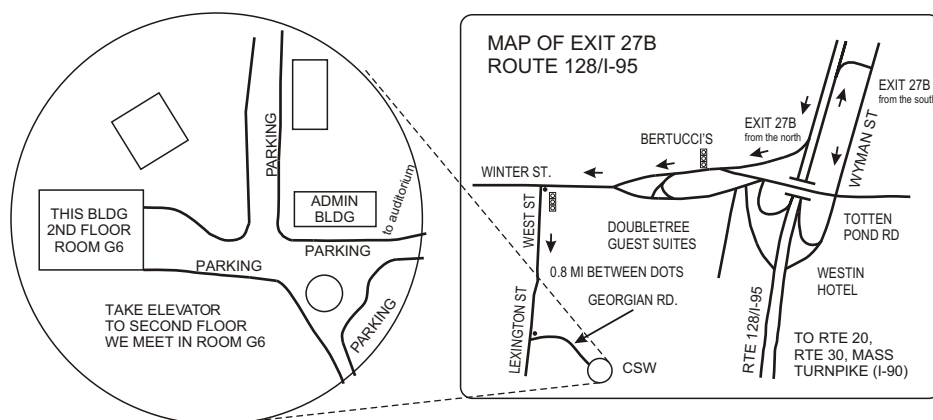 PARKING
to auditorium
ADMIN
BLDG
THIS BLDG
2ND FLOOR
ROOM G6
PARKING
PARKING
PARKING
TAKE ELEVATOR
TO SECOND FLOOR
WE MEET IN ROOM G6
MAP OF EXIT 27B
ROUTE 128/I-95
EXIT 27B
from the south
EXIT 27B
from the north
WYMAN ST
BERTUCCI'S
WINTER ST.
WEST ST
DOUBLETREE
GUEST SUITES
TOTTEN
POND RD
0.8 MI BETWEEN DOTS
WESTIN
HOTEL
GEORGIAN RD.
LEXINGTON ST
RTE 128/I-95
TO RTE 20,
RTE 30, MASS
TURNPIKE (I-90)
CSW